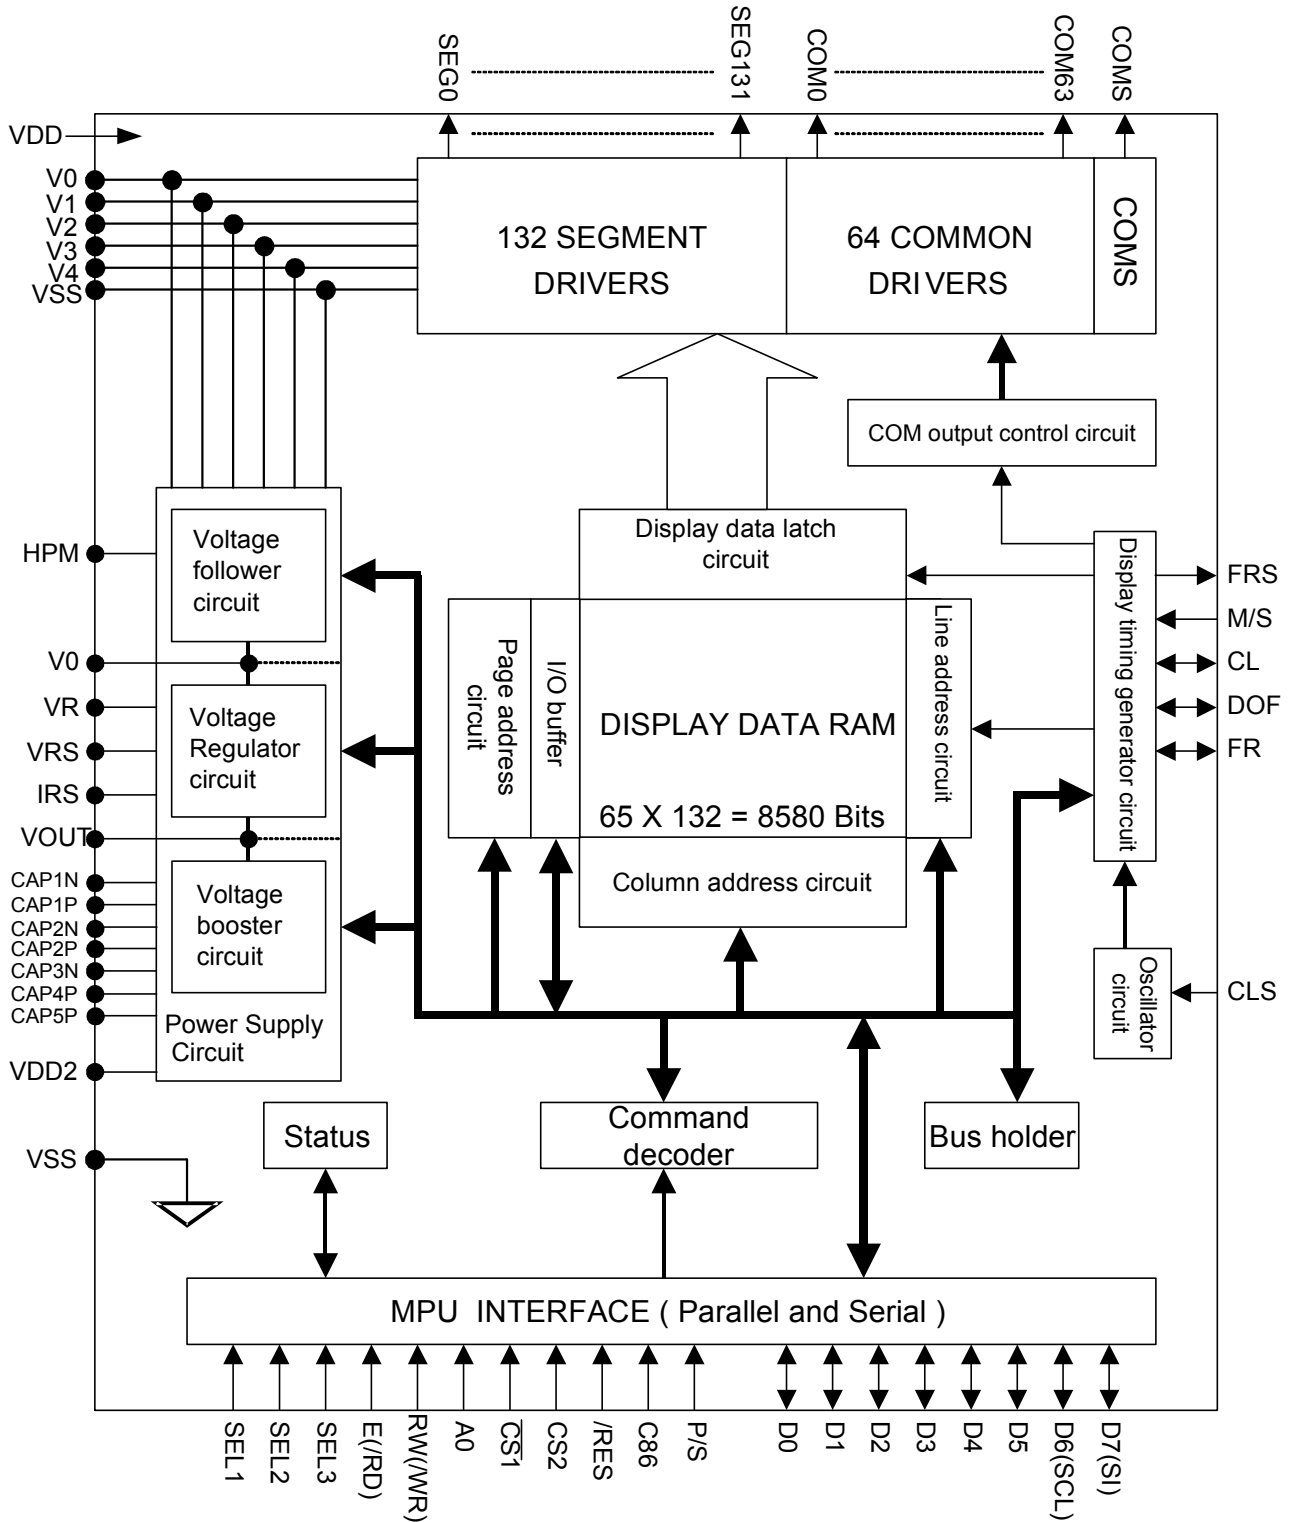 SEG0
SEG131
COM0
COM63
COMS
VDD
V0
V1
V2
V3
V4
VSS
132 SEGMENT
DRIVERS
64 COMMON
DRIVERS
COMS
COM output control circuit
HPM
V0
VR
VRS
IRS
VOUT
CAP1N
CAP1P
CAP2N
CAP2P
CAP3N
CAP4P
CAP5P
VDD2
VSS
Voltage
follower
circuit
Voltage
Regulator
circuit
Voltage
booster
circuit
Power Supply
Circuit
Display data latch
circuit
Page address
circuit
I/O buffer
DISPLAY DATA RAM
65 X 132 = 8580 Bits
Line address circuit
Column address circuit
Display timing generator circuit
FRS
M/S
CL
DOF
FR
Oscillator
circuit
CLS
Status
Command
decoder
Bus holder
MPU INTERFACE ( Parallel and Serial )
SEL1
SEL2
SEL3
E(/RD)
RW(/WR)
A0
CS1
CS2
/RES
C86
P/S
D0
D1
D2
D3
D4
D5
D6(SCL)
D7(SI)